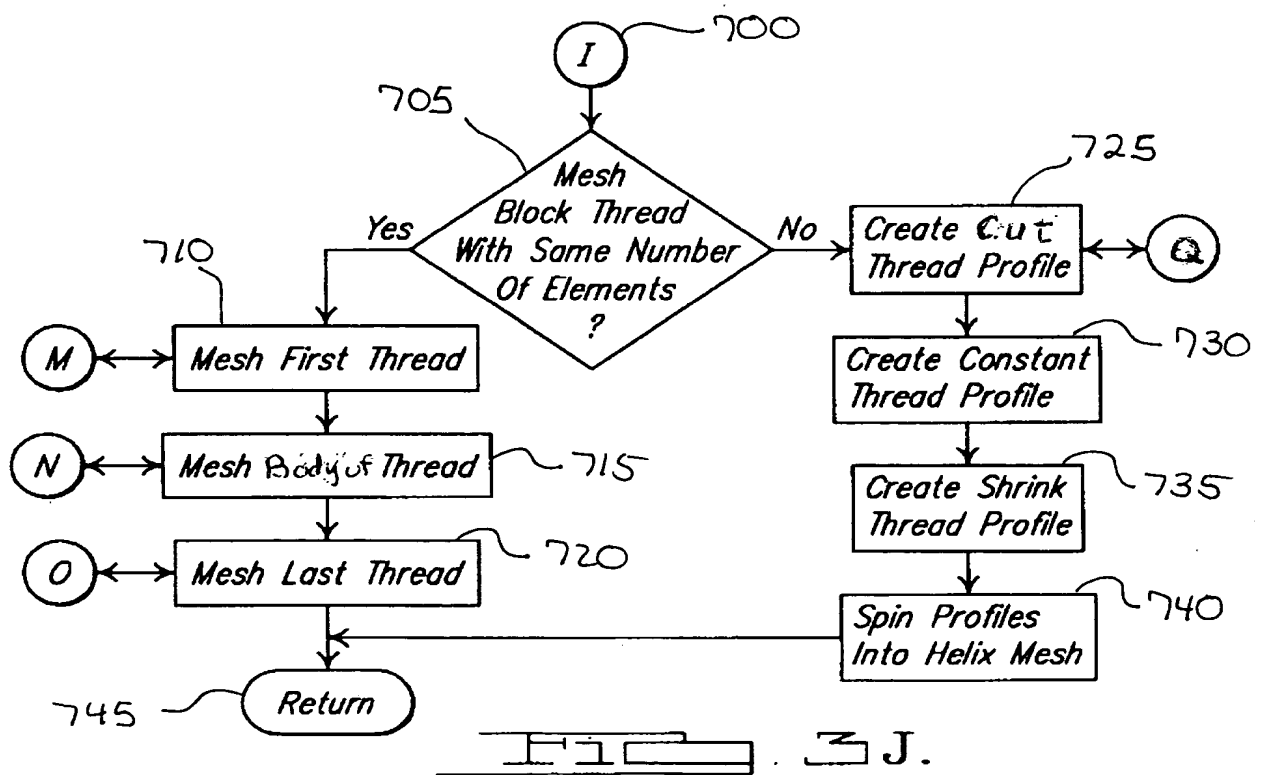 I
700
705
Mesh
Block Thread
With Same Number
Of Elements
?
Yes
No
725
Create Cut
Thread Profile
Q
710
M
Mesh First Thread
730
Create Constant
Thread Profile
N
Mesh Body of Thread
715
735
Create Shrink
Thread Profile
O
Mesh Last Thread
720
740
Spin Profiles
Into Helix Mesh
745
Return
Fig. 3J.